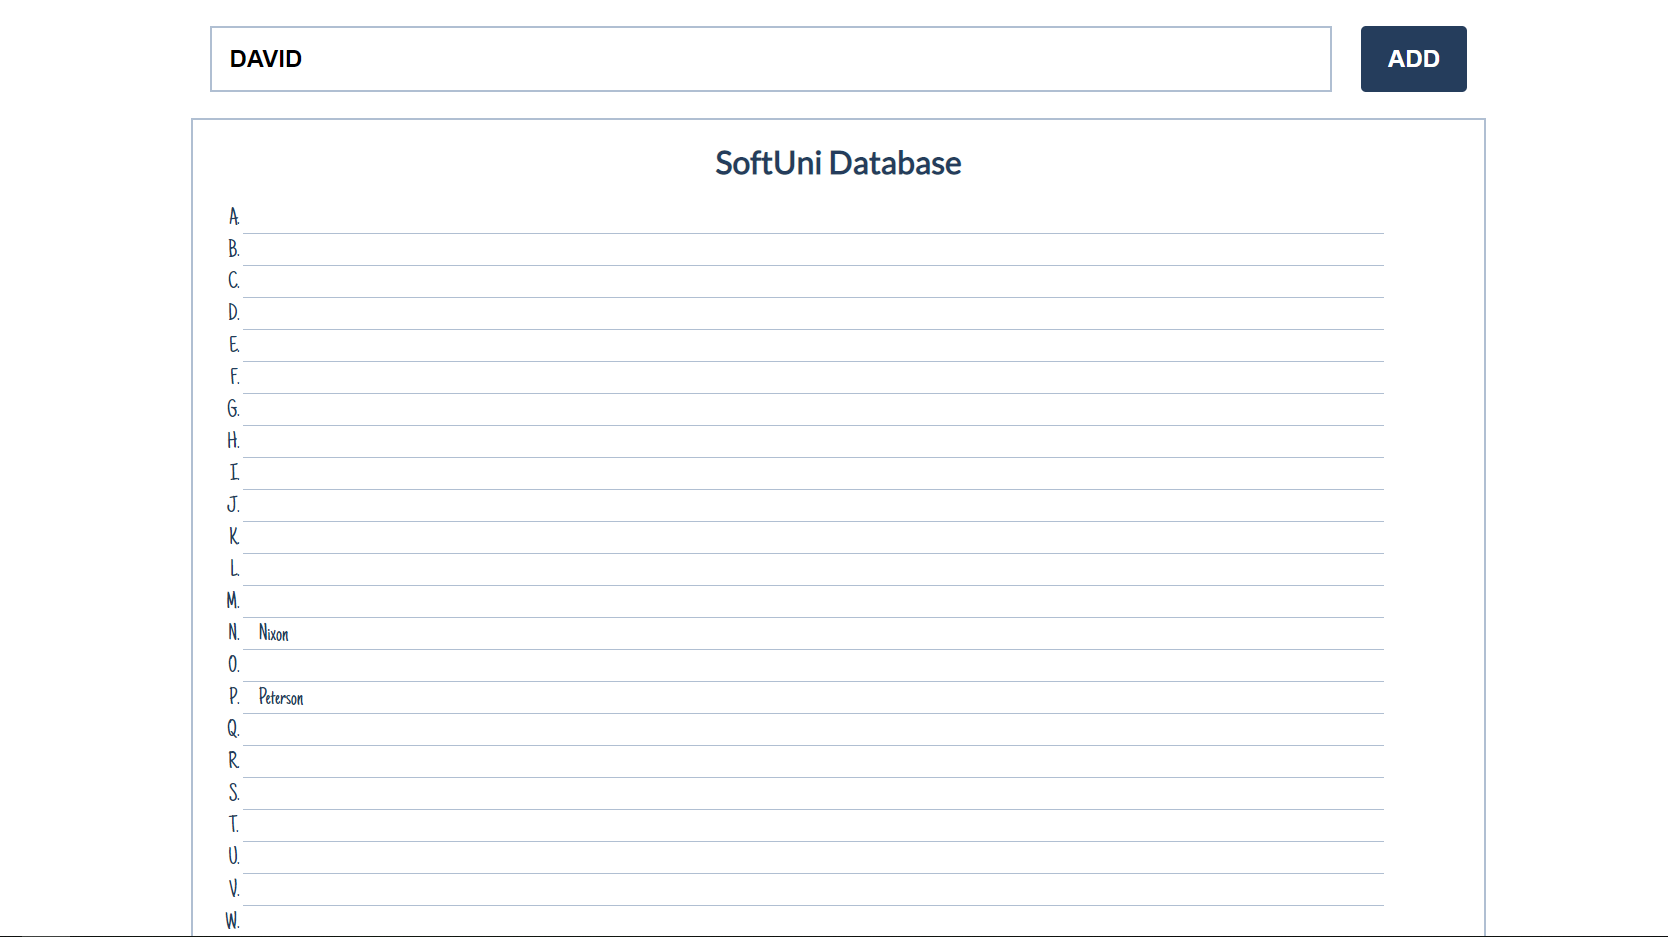 DAVID ADD
SoftUni Database
A.
B.
C.
D.
E.
F.
G.
H.
I.
J.
K.
L.
M.
N. Nixon
O.
P. Peterson
Q.
R.
S.
T.
U.
V.
W.